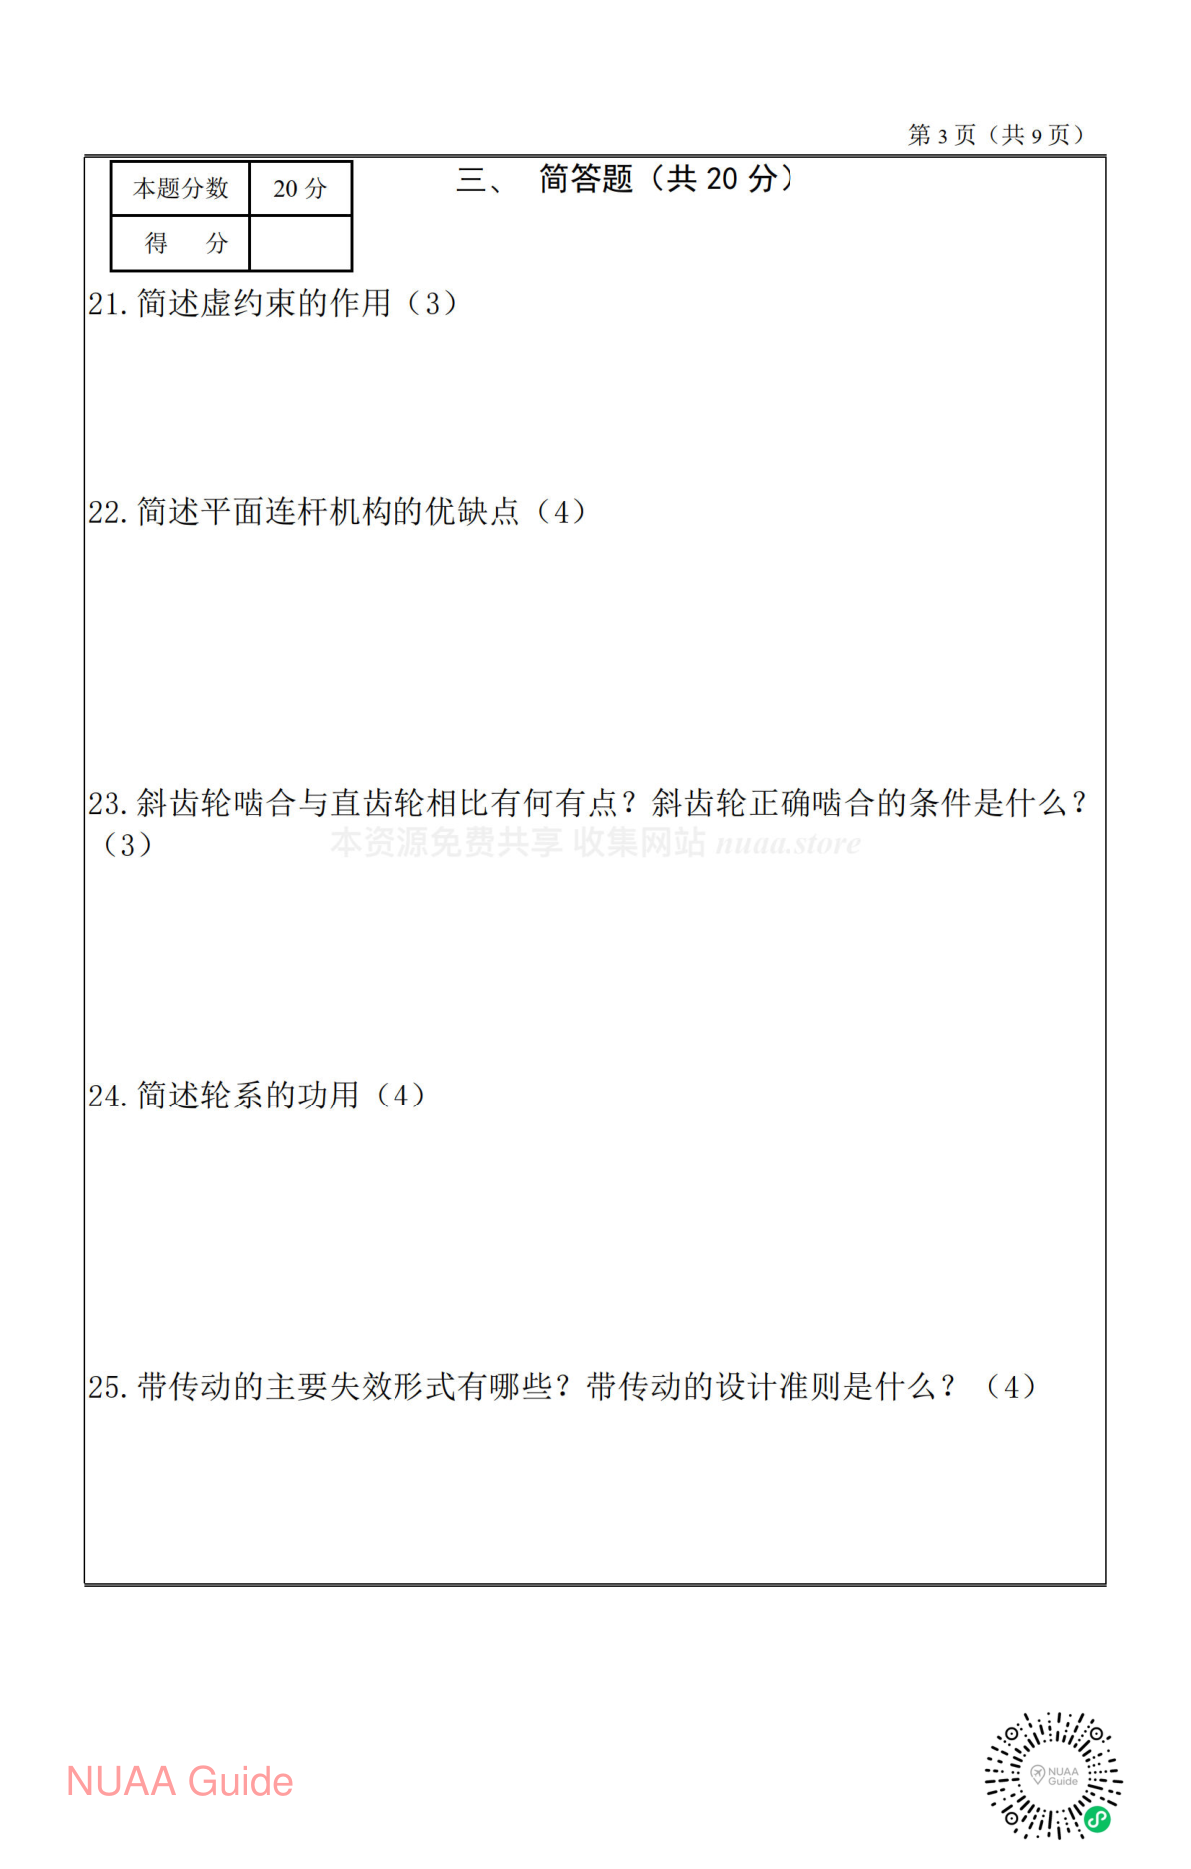 第 3 页（共 9 页）
本题分数 20 分
三、 简答题（共 20 分）
得 分
21. 简述虚约束的作用（3）
22. 简述平面连杆机构的优缺点（4）
23. 斜齿轮啮合与直齿轮相比有何有点？斜齿轮正确啮合的条件是什么？
（3）
本资源免费共享 收集网站 nuaa.store
24. 简述轮系的功用（4）
25. 带传动的主要失效形式有哪些？带传动的设计准则是什么？（4）
NUAA Guide
NUAA
Guide